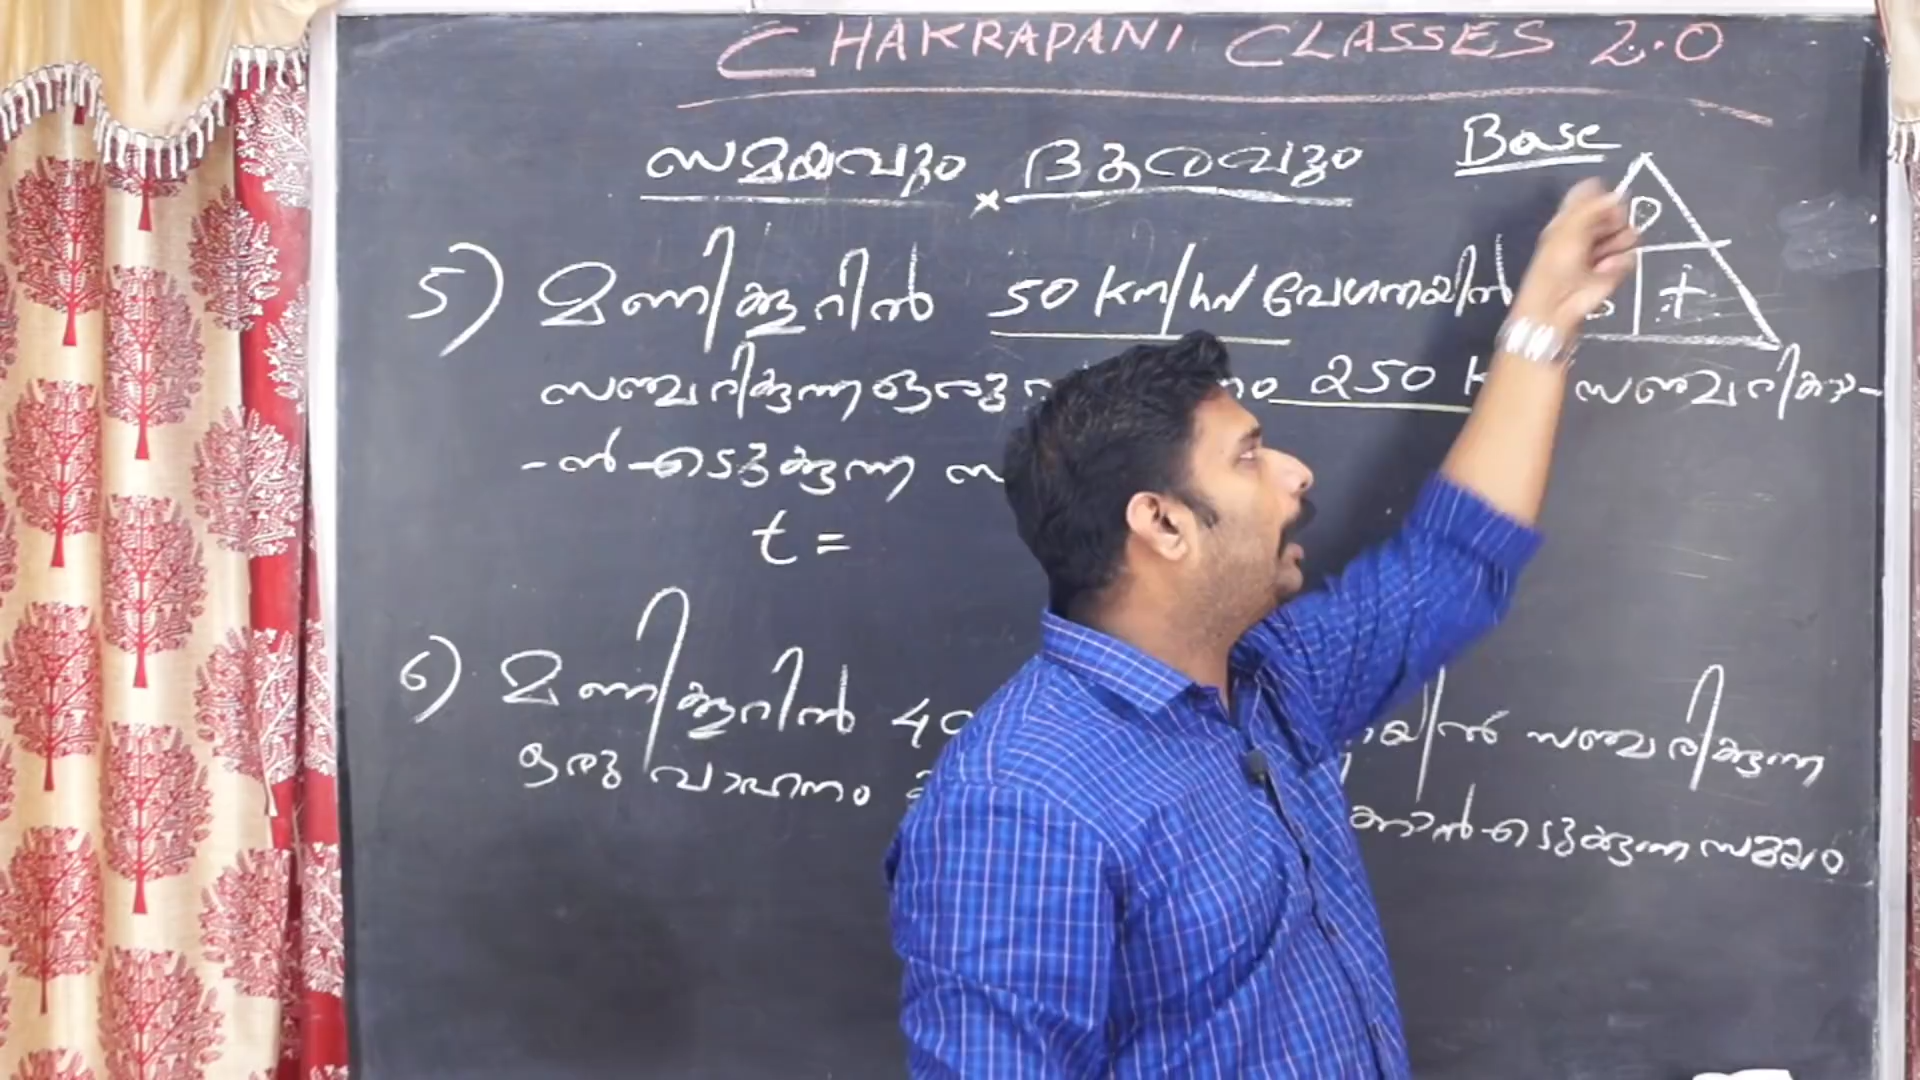 CHAKRAPANI CLASSES 2.0
സമയവും ദൂരവും
Base
D
t
5) മണിക്കൂറിൽ 50 Km/hr വേഗതയിൽ
സഞ്ചരിക്കുന്ന ഒരു 250 സഞ്ചരിക്കാ-
-ൻ എടുക്കുന്ന
t =
6) മണിക്കൂറിൽ 40 സഞ്ചരിക്കുന്ന
ഒരു വാഹനം എടുക്കുന്ന സമയം